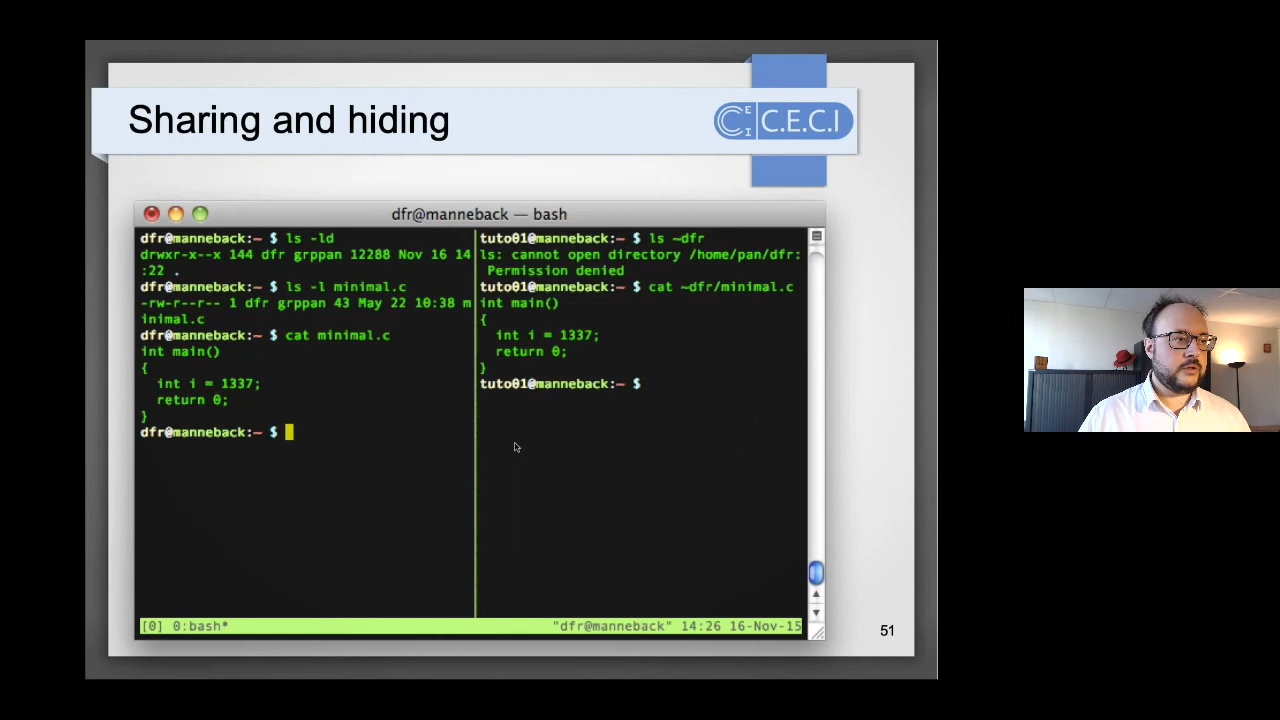 Sharing and hiding
C E C I C.E.C.I
dfr@manneback — bash
dfr@manneback:~ $ ls -ld
drwxr-x--x 144 dfr grppan 12288 Nov 16 14
:22 .
dfr@manneback:~ $ ls -l minimal.c
-rw-r--r-- 1 dfr grppan 43 May 22 10:38 m
inimal.c
dfr@manneback:~ $ cat minimal.c
int main()
{
  int i = 1337;
  return 0;
}
dfr@manneback:~ $
tuto01@manneback:~ $ ls ~dfr
ls: cannot open directory /home/pan/dfr:
 Permission denied
tuto01@manneback:~ $ cat ~dfr/minimal.c
int main()
{
  int i = 1337;
  return 0;
}
tuto01@manneback:~ $
[0] 0:bash* "dfr@manneback" 14:26 16-Nov-15
51